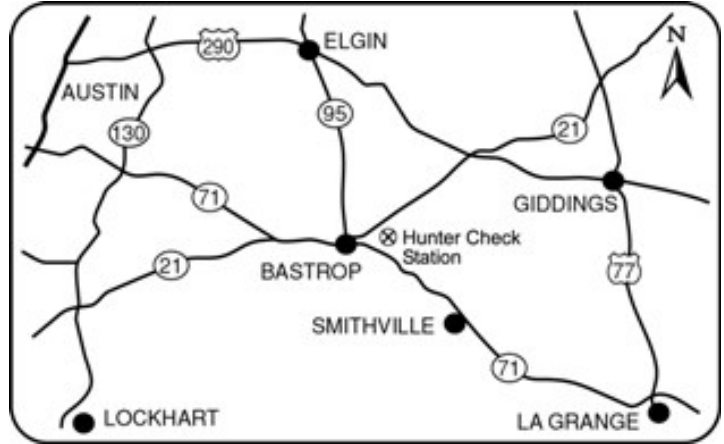 290
ELGIN
N
AUSTIN
95
130
21
71
GIDDINGS
Hunter Check
Station
21
BASTROP
77
SMITHVILLE
71
LOCKHART
LA GRANGE